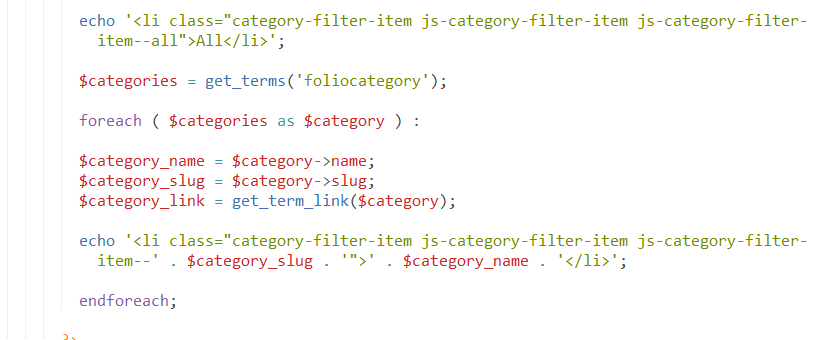 echo '<li class="category-filter-item js-category-filter-item js-category-filter-
item--all">All</li>';
$categories = get_terms('foliocategory');
foreach ( $categories as $category ) :
$category_name = $category->name;
$category_slug = $category->slug;
$category_link = get_term_link($category);
echo '<li class="category-filter-item js-category-filter-item js-category-filter-
item--' . $category_slug . '">' . $category_name . '</li>';
endforeach;